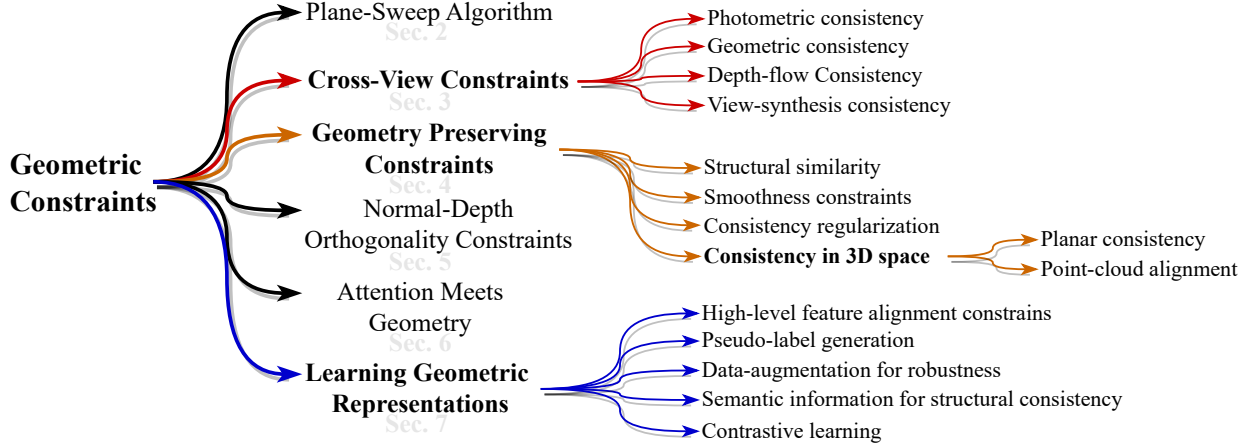 Geometric
Constraints
Plane-Sweep Algorithm
Sec. 2
Cross-View Constraints
Sec. 3
Photometric consistency
Geometric consistency
Depth-flow Consistency
View-synthesis consistency
Geometry Preserving
Constraints
Sec. 4
Structural similarity
Smoothness constraints
Consistency regularization
Consistency in 3D space
Planar consistency
Point-cloud alignment
Normal-Depth
Orthogonality Constraints
Sec. 5
Attention Meets
Geometry
Sec. 6
Learning Geometric
Representations
Sec. 7
High-level feature alignment constrains
Pseudo-label generation
Data-augmentation for robustness
Semantic information for structural consistency
Contrastive learning